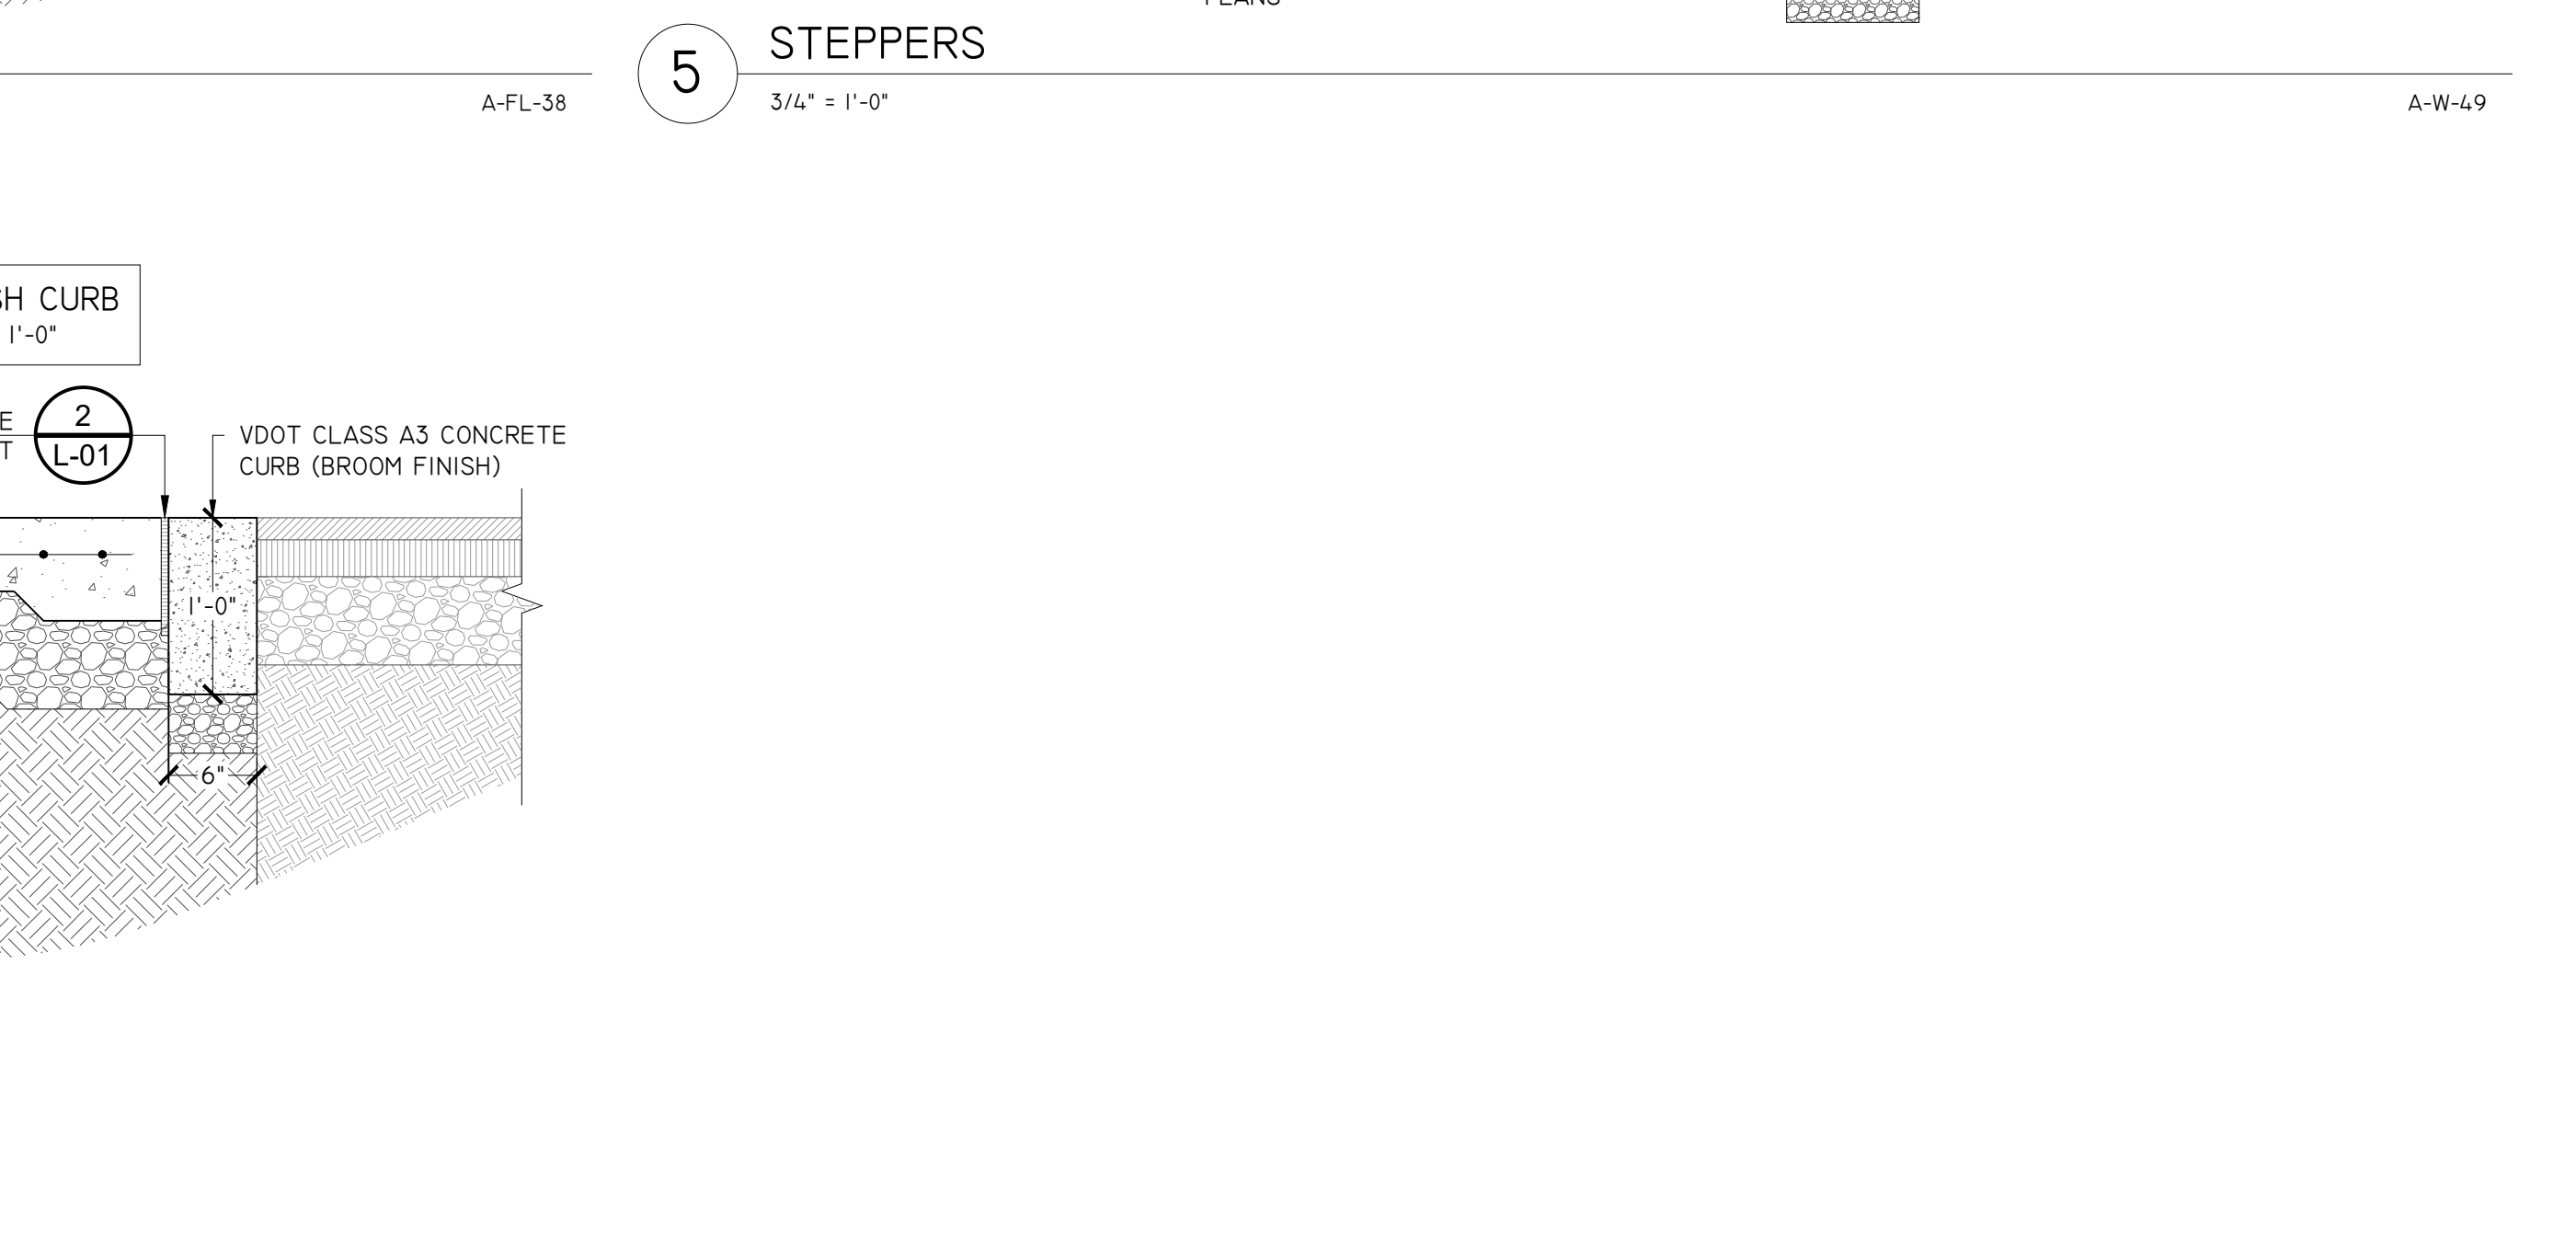 STEPPERS
5
3/4" = 1'-0"
A-FL-38
A-W-49
CURB
1'-0"
2
L-01
VDOT CLASS A3 CONCRETE
CURB (BROOM FINISH)
1'-0"
6"